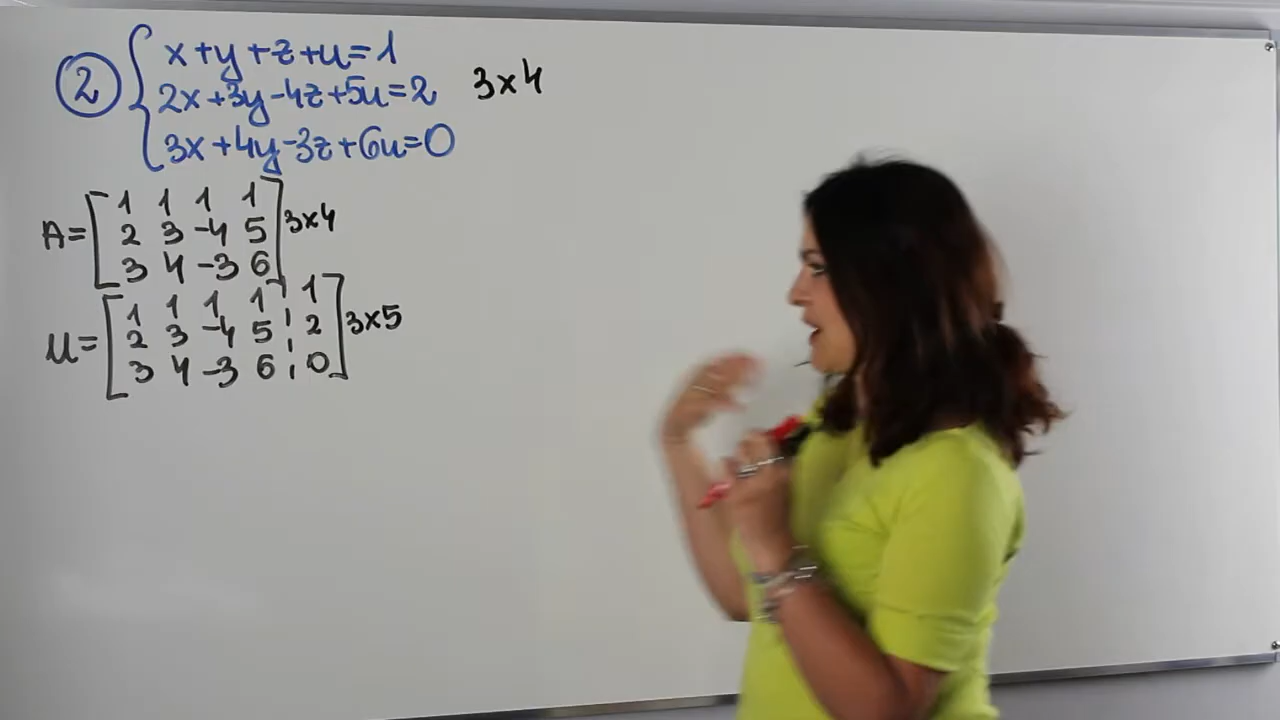 ② x+y+z+u=1
2x+3y-4z+5u=2 3x4
3x+4y-3z+6u=0
1 1 1 1
A= 2 3 -4 5 3x4
3 4 -3 6
1 1 1 1 1
U= 2 3 -4 5 2 3x5
3 4 -3 6 0